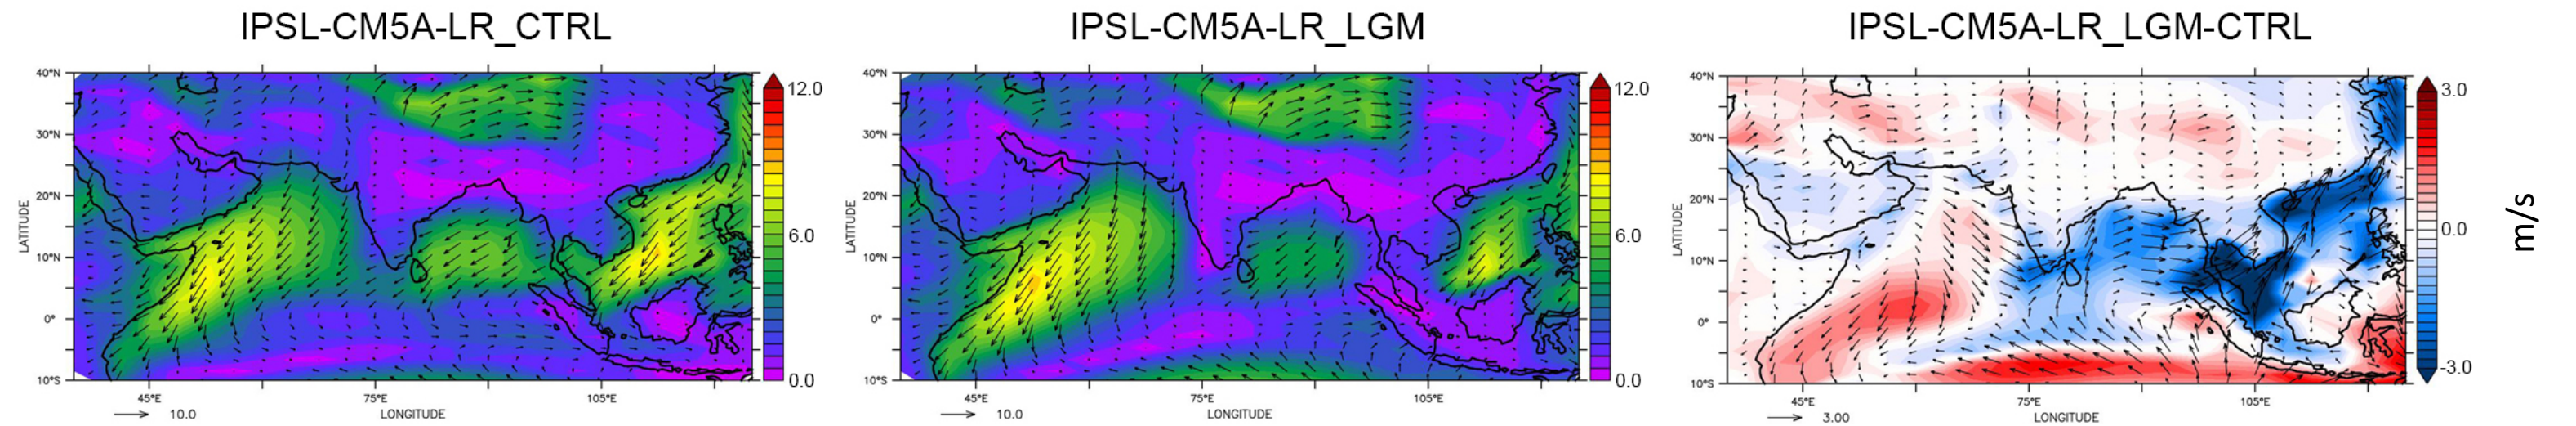 IPSL-CM5A-LR_CTRL
40°N
30°N
20°N
10°N
0°
10°S
LATITUDE
45°E
75°E
105°E
LONGITUDE
10.0
12.0
6.0
0.0
IPSL-CM5A-LR_LGM
40°N
30°N
20°N
10°N
0°
10°S
LATITUDE
45°E
75°E
105°E
LONGITUDE
10.0
12.0
6.0
0.0
IPSL-CM5A-LR_LGM-CTRL
40°N
30°N
20°N
10°N
0°
10°S
LATITUDE
45°E
75°E
105°E
LONGITUDE
3.00
3.0
0.0
-3.0
m/s